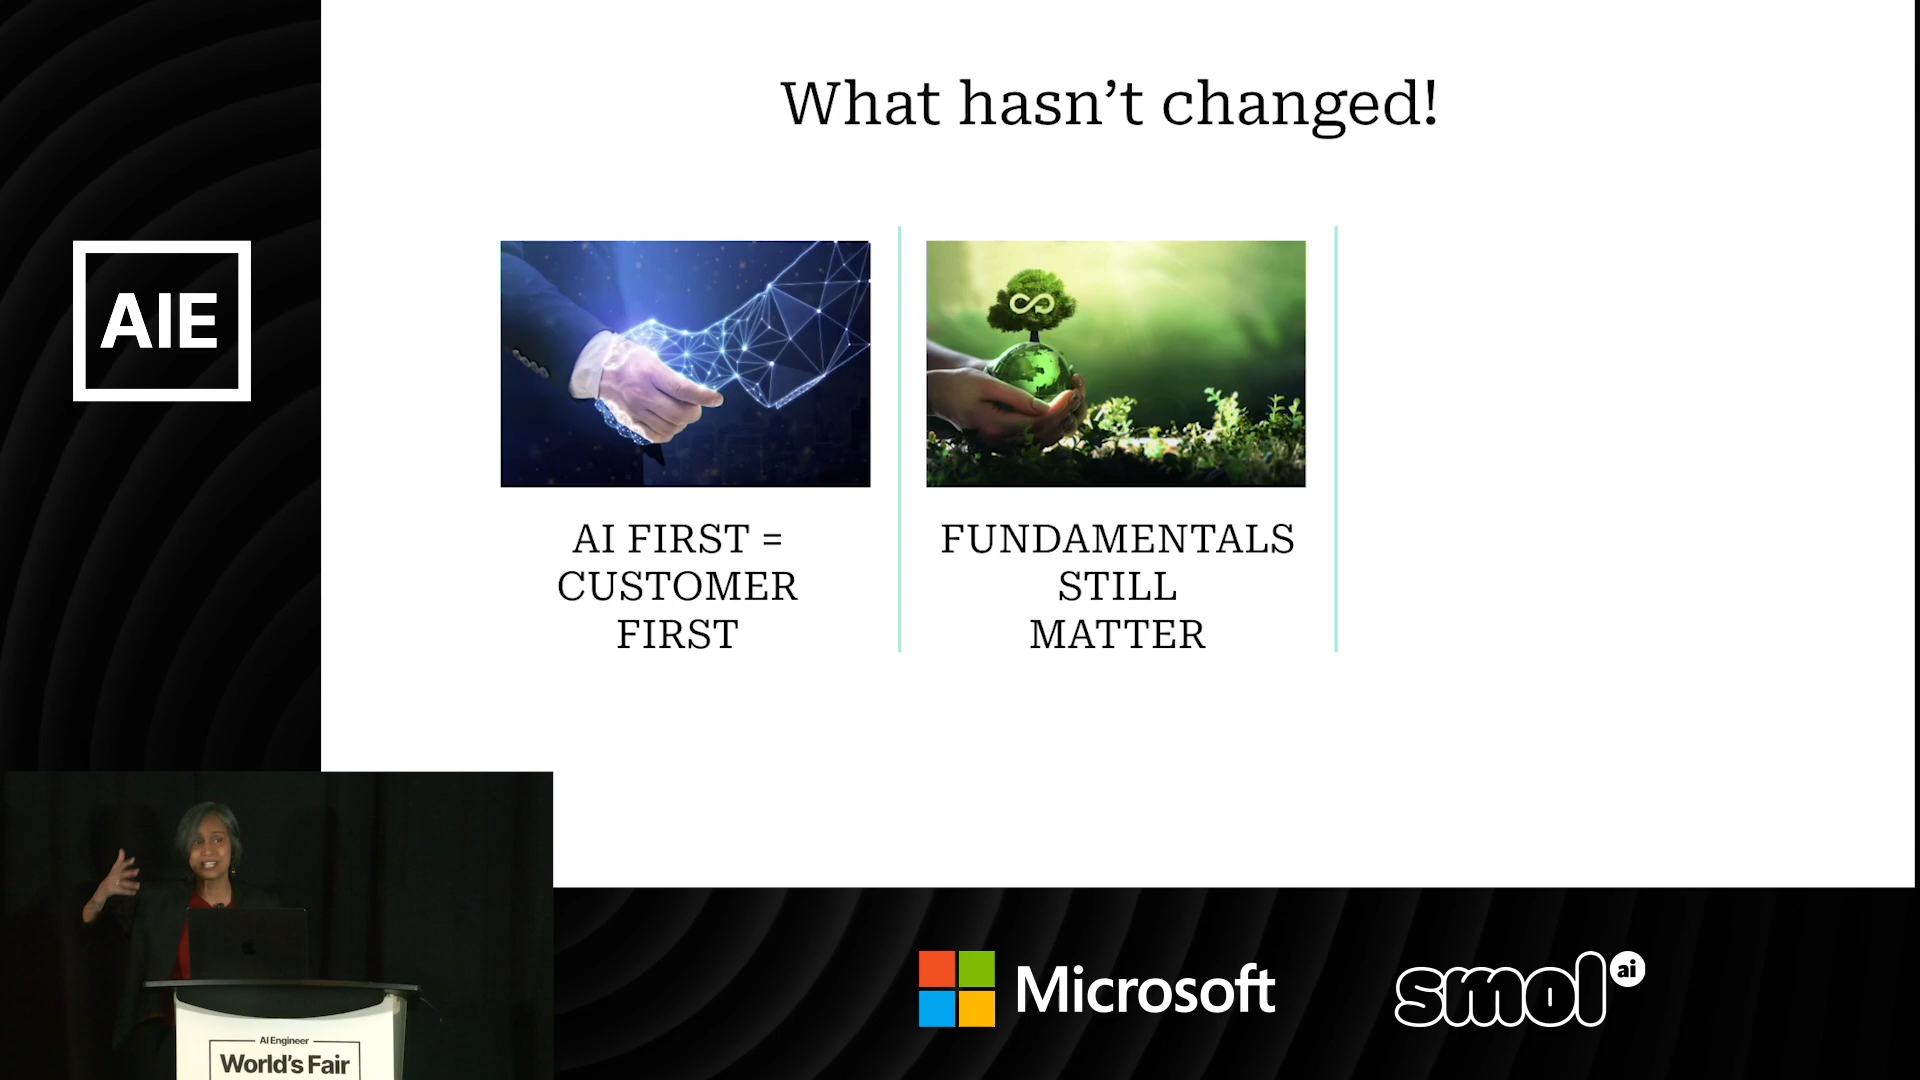 What hasn’t changed!
AIE
AI FIRST =
CUSTOMER
FIRST
FUNDAMENTALS
STILL
MATTER
AI Engineer
World's Fair
Microsoft
smol ai